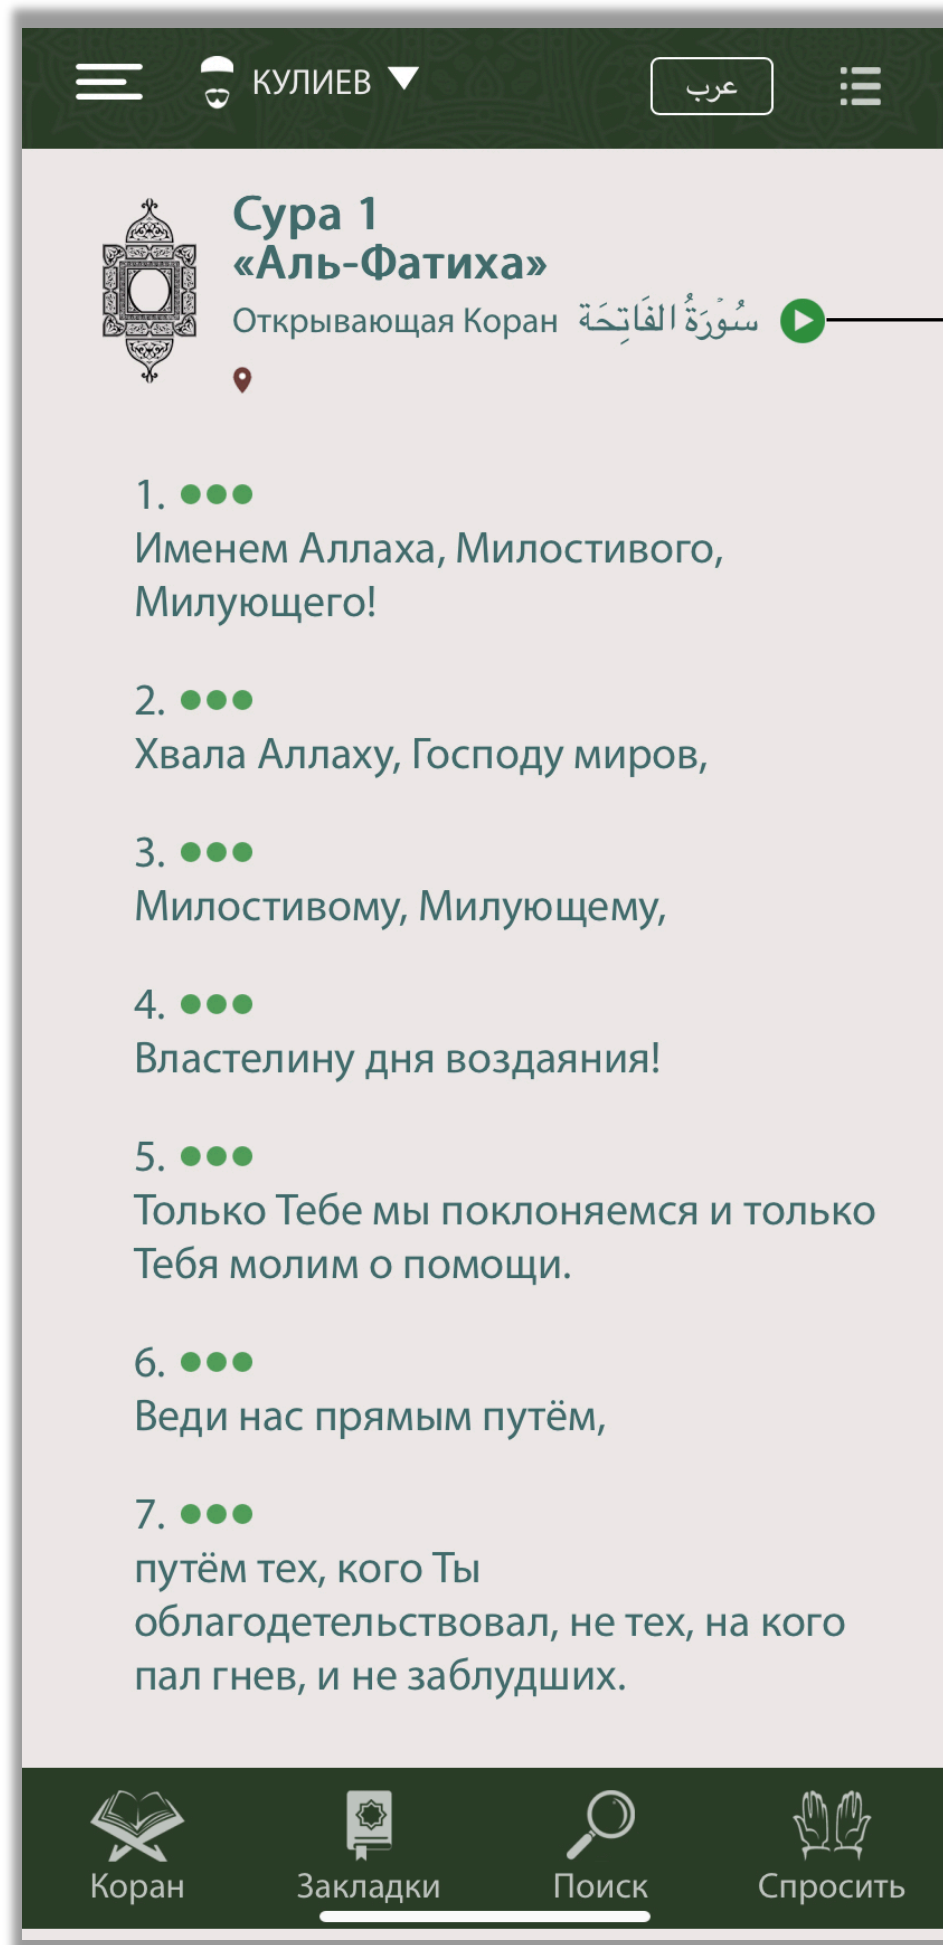 КУЛИЕВ
عرب
Сура 1
«Аль-Фатиха»
Открывающая Коран سُوْرَةُ الفَاتِحَة
1.
Именем Аллаха, Милостивого,
Милующего!
2.
Хвала Аллаху, Господу миров,
3.
Милостивому, Милующему,
4.
Властелину дня воздаяния!
5.
Только Тебе мы поклоняемся и только
Тебя молим о помощи.
6.
Веди нас прямым путём,
7.
путём тех, кого Ты
облагодетельствовал, не тех, на кого
пал гнев, и не заблудших.
Коран Закладки Поиск Спросить